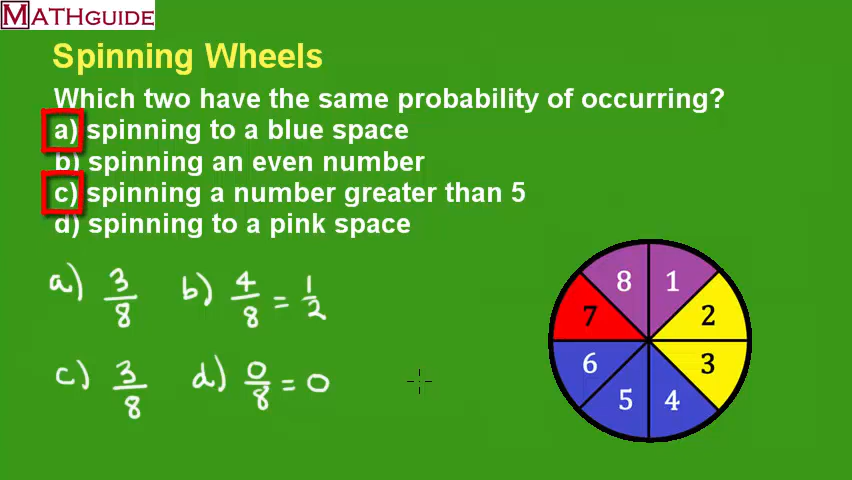 MATHGUIDE
Spinning Wheels
Which two have the same probability of occurring?
a) spinning to a blue space
b) spinning an even number
c) spinning a number greater than 5
d) spinning to a pink space
a) 3/8 b) 4/8 = 1/2
c) 3/8 d) 0/8 = 0
8 1
7 2
6 3
5 4